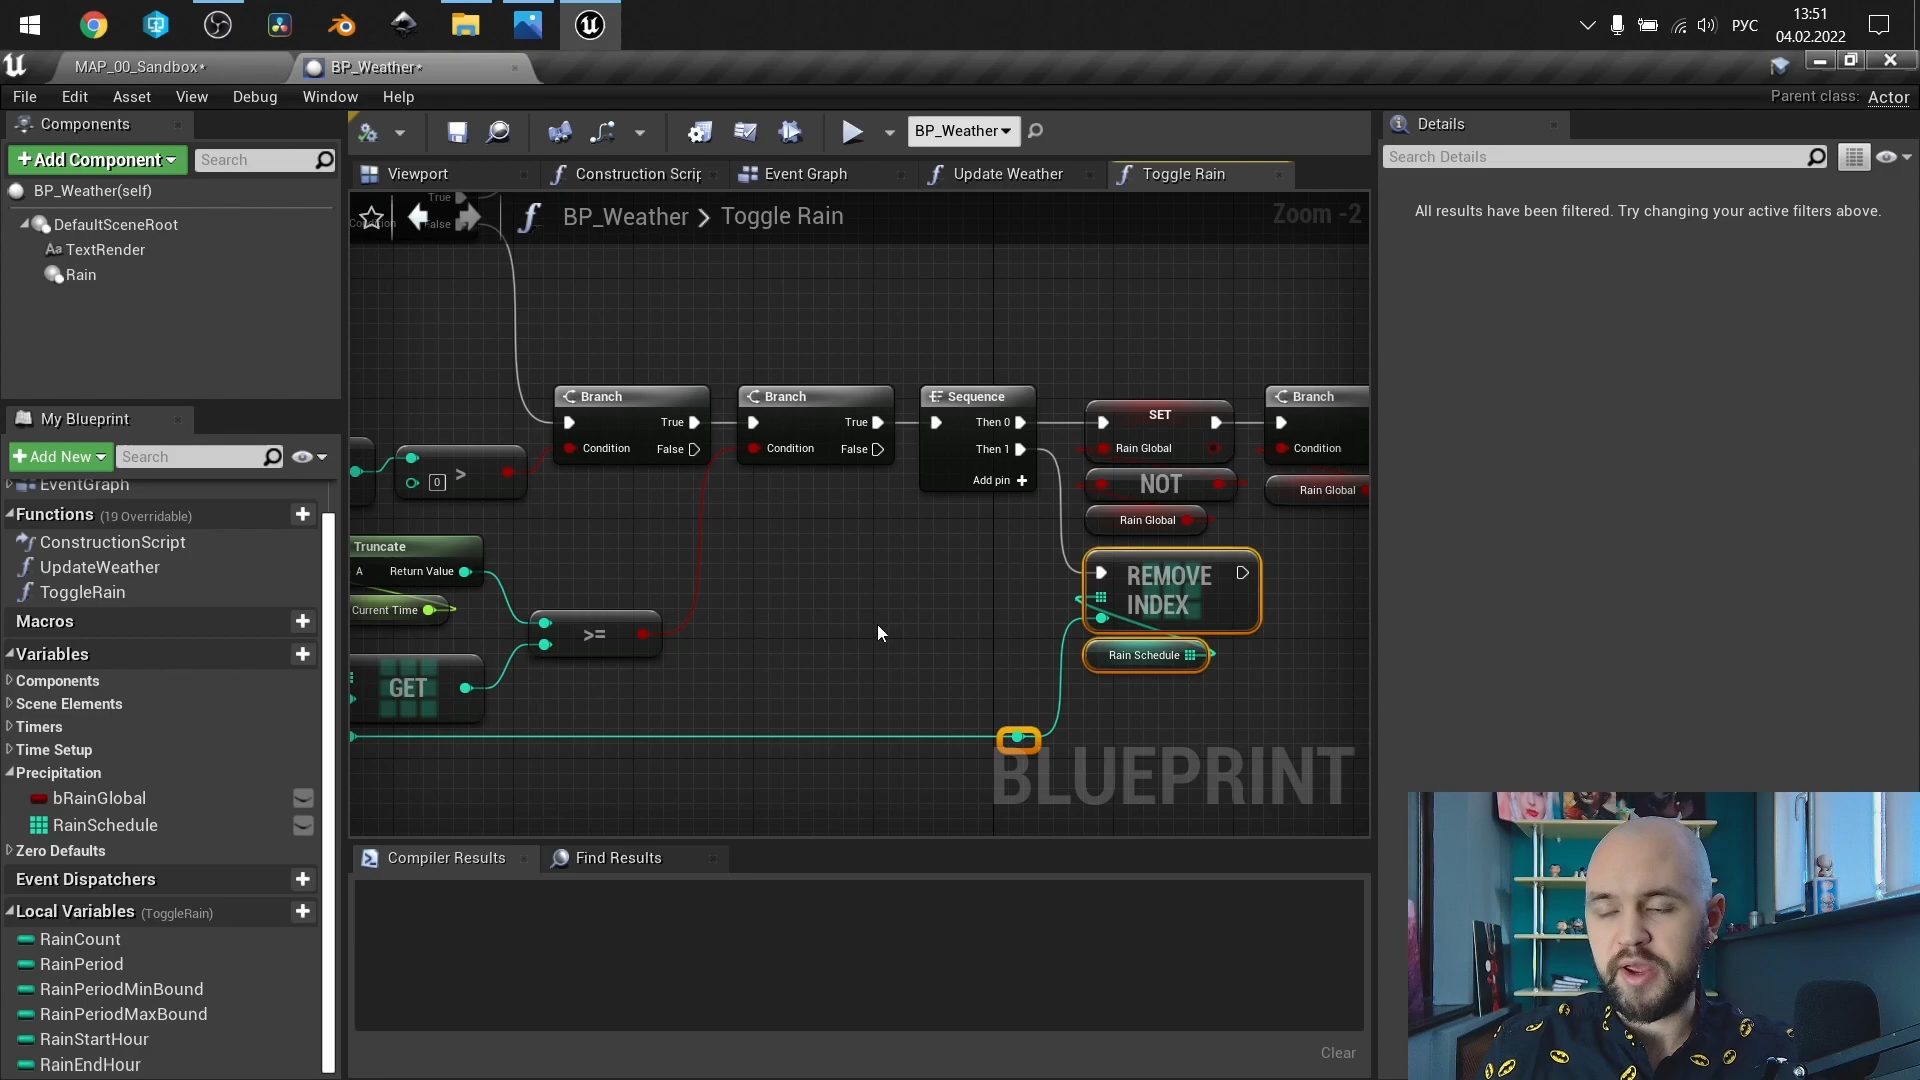 РУС
13:51
04.02.2022
MAP_00_Sandbox*
BP_Weather*
File Edit Asset View Debug Window Help
Parent class: Actor
Components
+Add Component
Search
BP_Weather(self)
DefaultSceneRoot
TextRender
Rain
My Blueprint
+Add New
Search
EventGraph
Functions (19 Overridable)
ConstructionScript
UpdateWeather
ToggleRain
Macros
Variables
Components
Scene Elements
Timers
Time Setup
Precipitation
bRainGlobal
RainSchedule
Zero Defaults
Event Dispatchers
Local Variables (ToggleRain)
RainCount
RainPeriod
RainPeriodMinBound
RainPeriodMaxBound
RainStartHour
RainEndHour
BP_Weather
Viewport
Construction Scrip
Event Graph
Update Weather
Toggle Rain
True
False
BP_Weather > Toggle Rain
Zoom -2
Branch
True
Condition
False
Branch
True
Condition
False
Sequence
Then 0
Then 1
Add pin +
SET
Rain Global
NOT
Rain Global
Branch
Condition
Rain Global
0
>
Truncate
A
Return Value
Current Time
>=
GET
REMOVE
INDEX
Rain Schedule
BLUEPRINT
Compiler Results
Find Results
Clear
Details
Search Details
All results have been filtered. Try changing your active filters above.